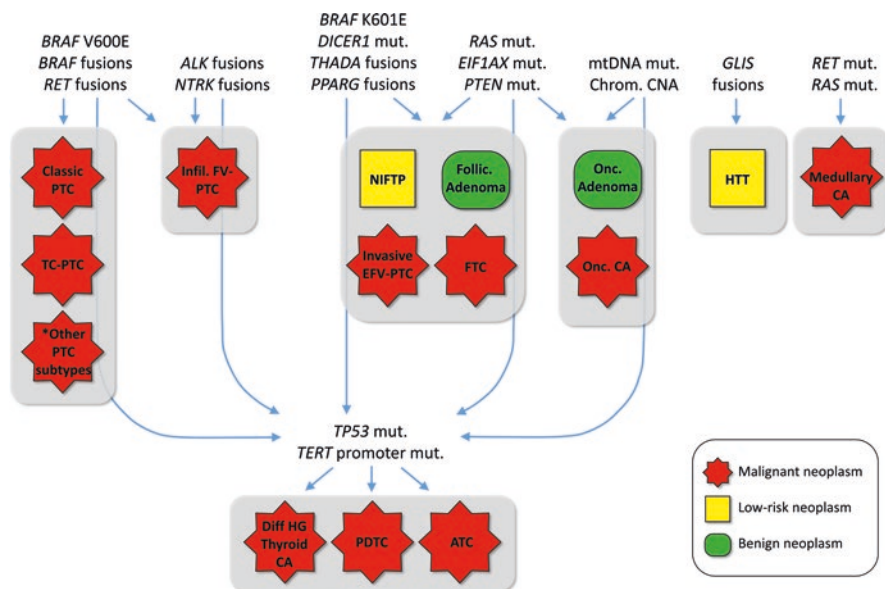 BRAF V600E
BRAF fusions
RET fusions
ALK fusions
NTRK fusions
BRAF K601E
DICER1 mut.
THADA fusions
PPARG fusions
RAS mut.
EIF1AX mut.
PTEN mut.
mtDNA mut.
Chrom. CNA
GLIS
fusions
RET mut.
RAS mut.
Classic
PTC
TC-PTC
*Other
PTC
subtypes
Infil. FV-
PTC
NIFTP
Follic.
Adenoma
Invasive
EFV-PTC
FTC
Onc.
Adenoma
Onc. CA
HTT
Medullary
CA
TP53 mut.
TERT promoter mut.
Diff HG
Thyroid
CA
PDTC
ATC
Malignant neoplasm
Low-risk neoplasm
Benign neoplasm